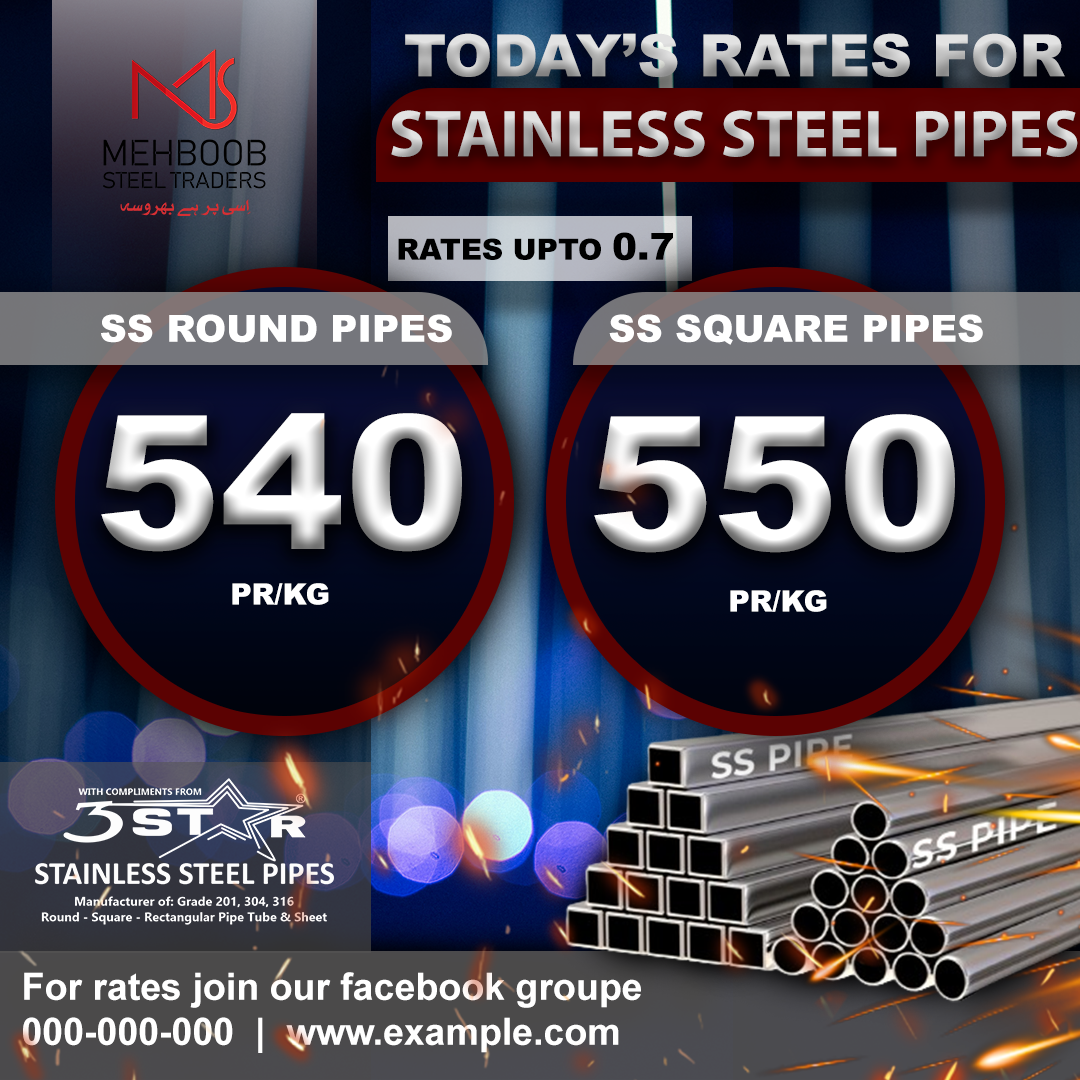 MS
MEHBOOB
STEEL TRADERS
اسی پر ہے بھروسہ
TODAY'S RATES FOR
STAINLESS STEEL PIPES
RATES UPTO 0.7
SS ROUND PIPES
540
PR/KG
SS SQUARE PIPES
550
PR/KG
SS PIPE
SS PIPE
WITH COMPLIMENTS FROM
3STAR®
STAINLESS STEEL PIPES
Manufacturer of: Grade 201, 304, 316
Round - Square - Rectangular Pipe Tube & Sheet
For rates join our facebook groupe
000-000-000 | www.example.com